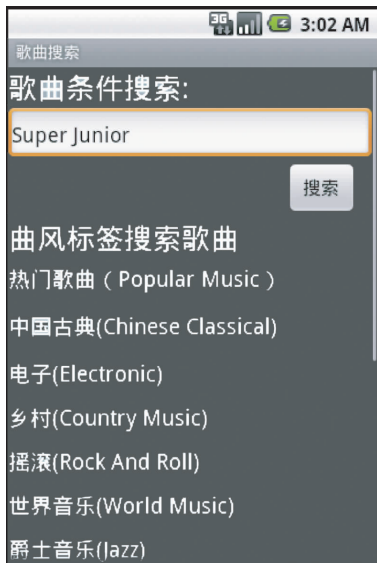 3G 3:02 AM
歌曲搜索
歌曲条件搜索:
Super Junior
搜索
曲风标签搜索歌曲
热门歌曲（Popular Music）
中国古典(Chinese Classical)
电子(Electronic)
乡村(Country Music)
摇滚(Rock And Roll)
世界音乐(World Music)
爵士音乐(Jazz)